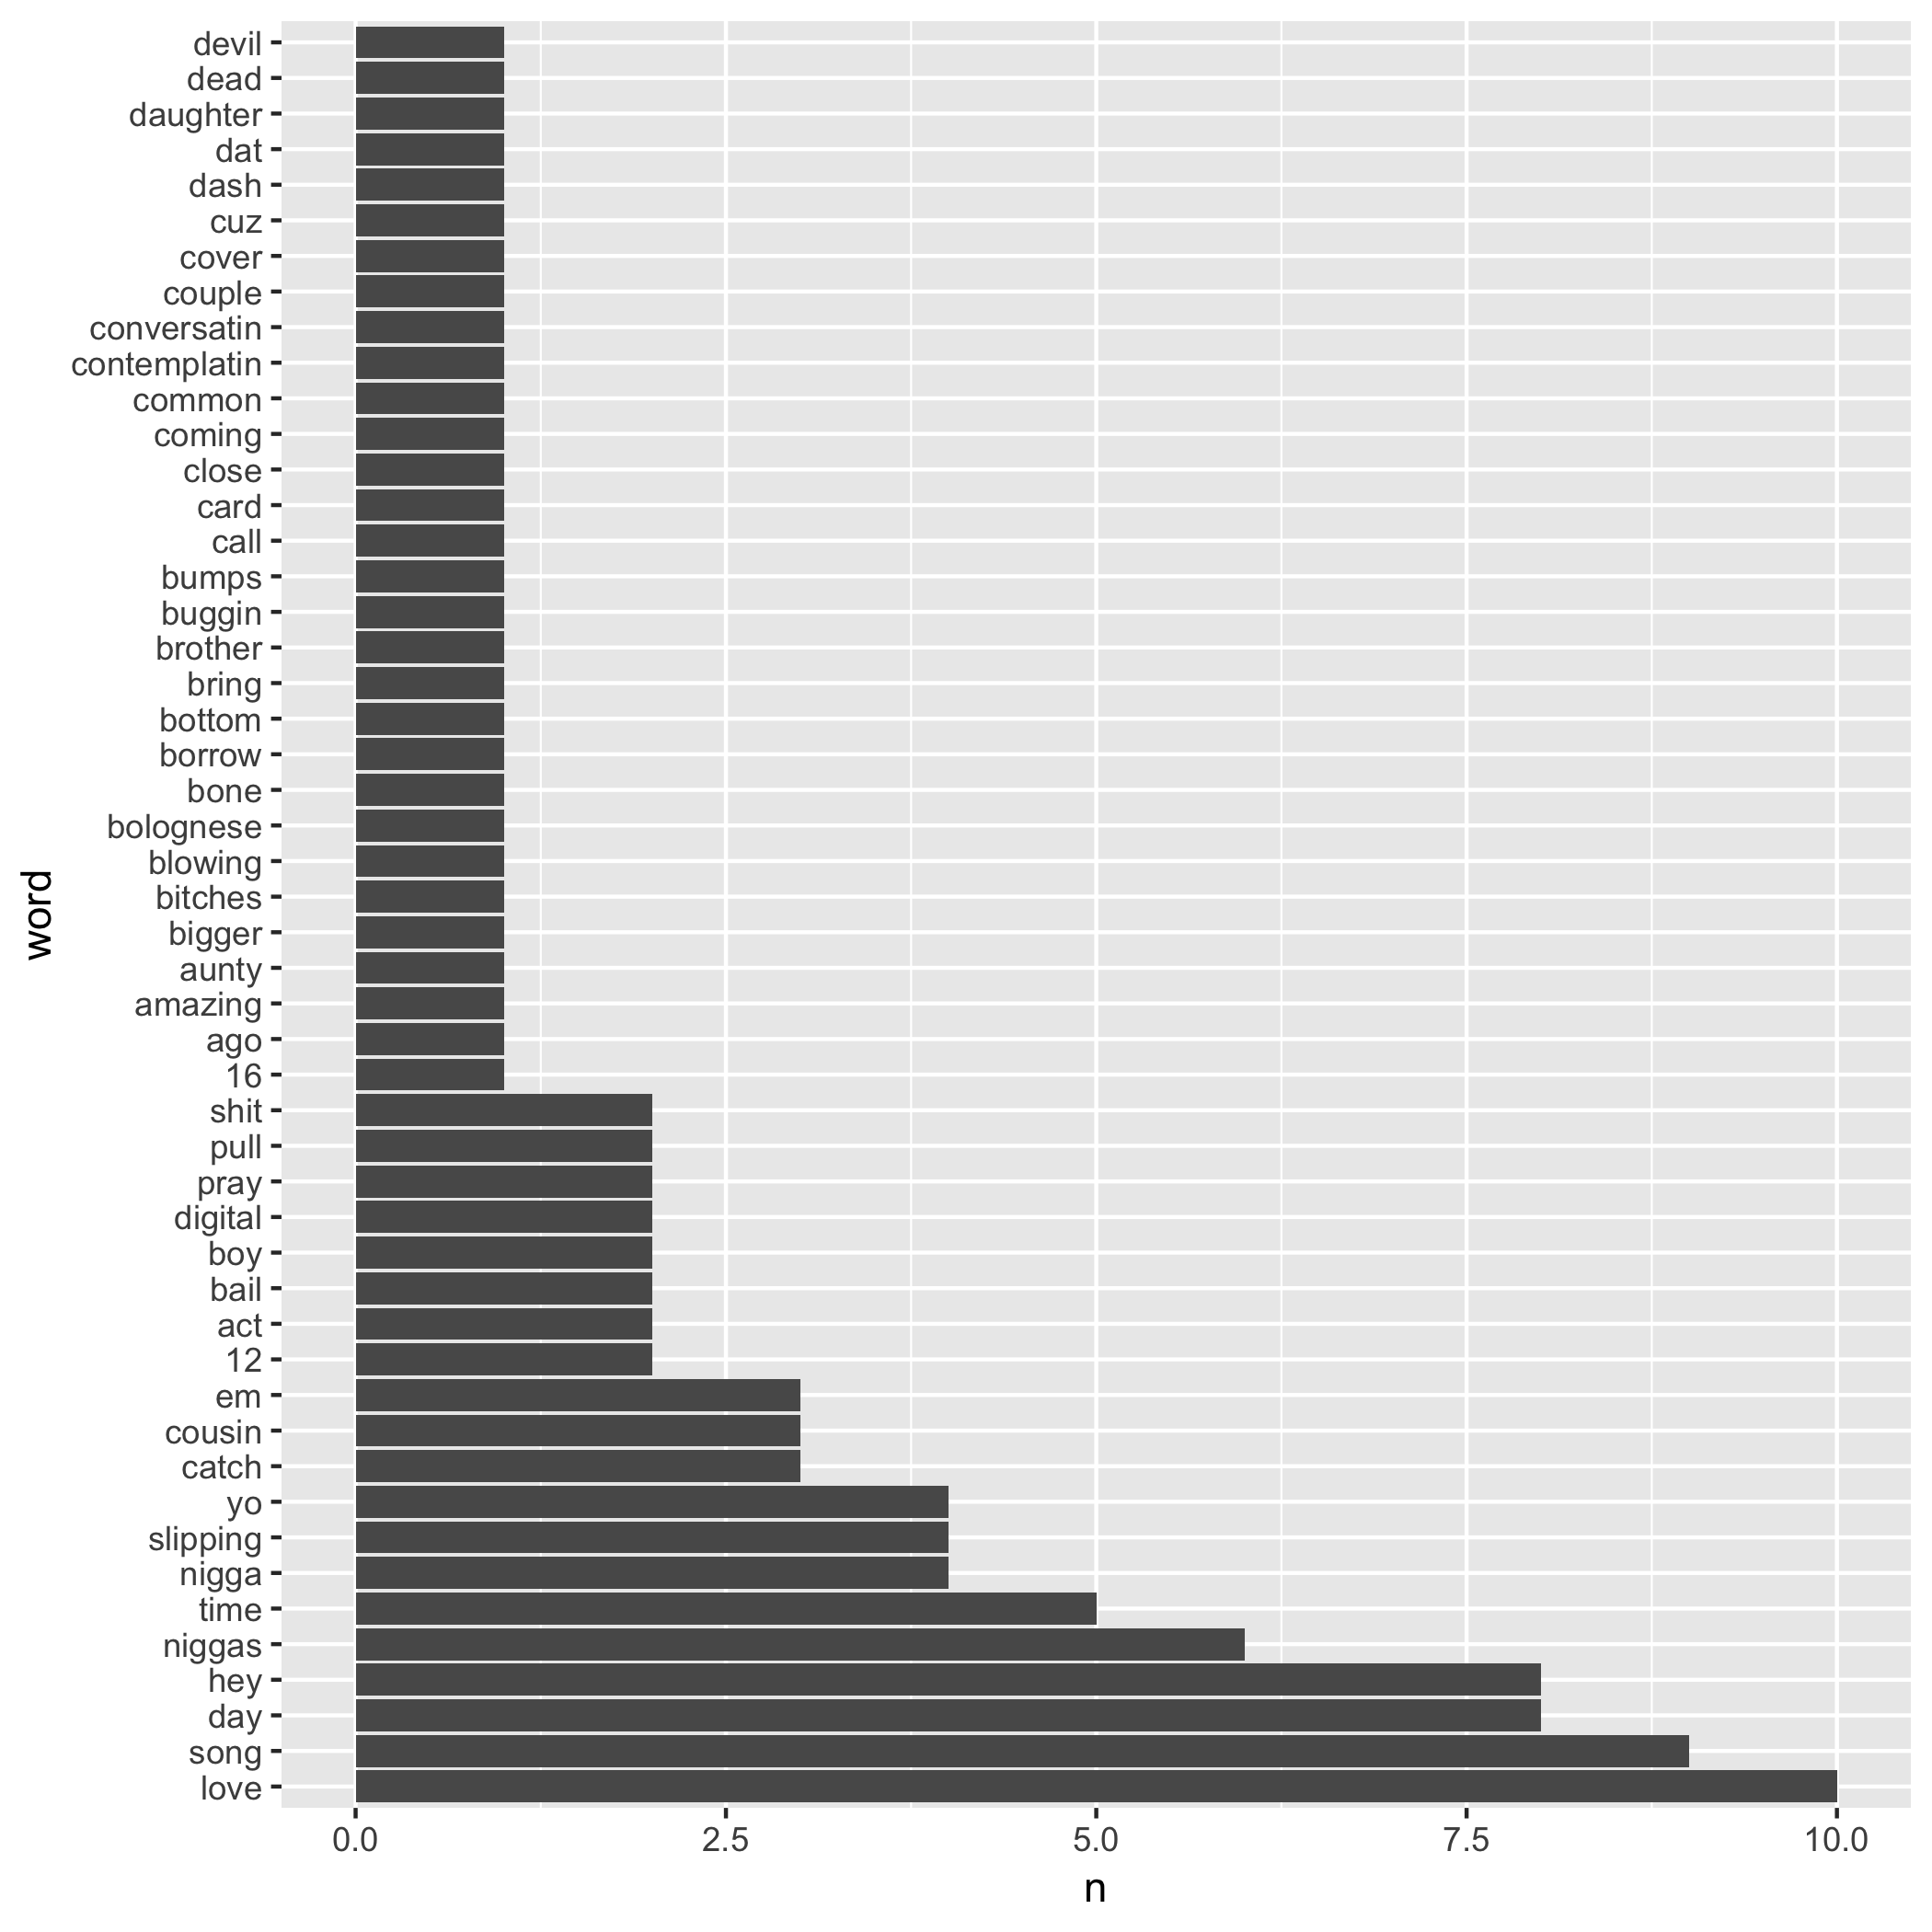 devil
dead
daughter
dat
dash
cuz
cover
couple
conversatin
contemplatin
common
coming
close
card
call
bumps
buggin
brother
bring
bottom
borrow
bone
bolognese
blowing
bitches
bigger
aunty
amazing
ago
16
shit
pull
pray
digital
boy
bail
act
12
em
cousin
catch
yo
slipping
nigga
time
niggas
hey
day
song
love
word
0.0 2.5 5.0 7.5 10.0
n